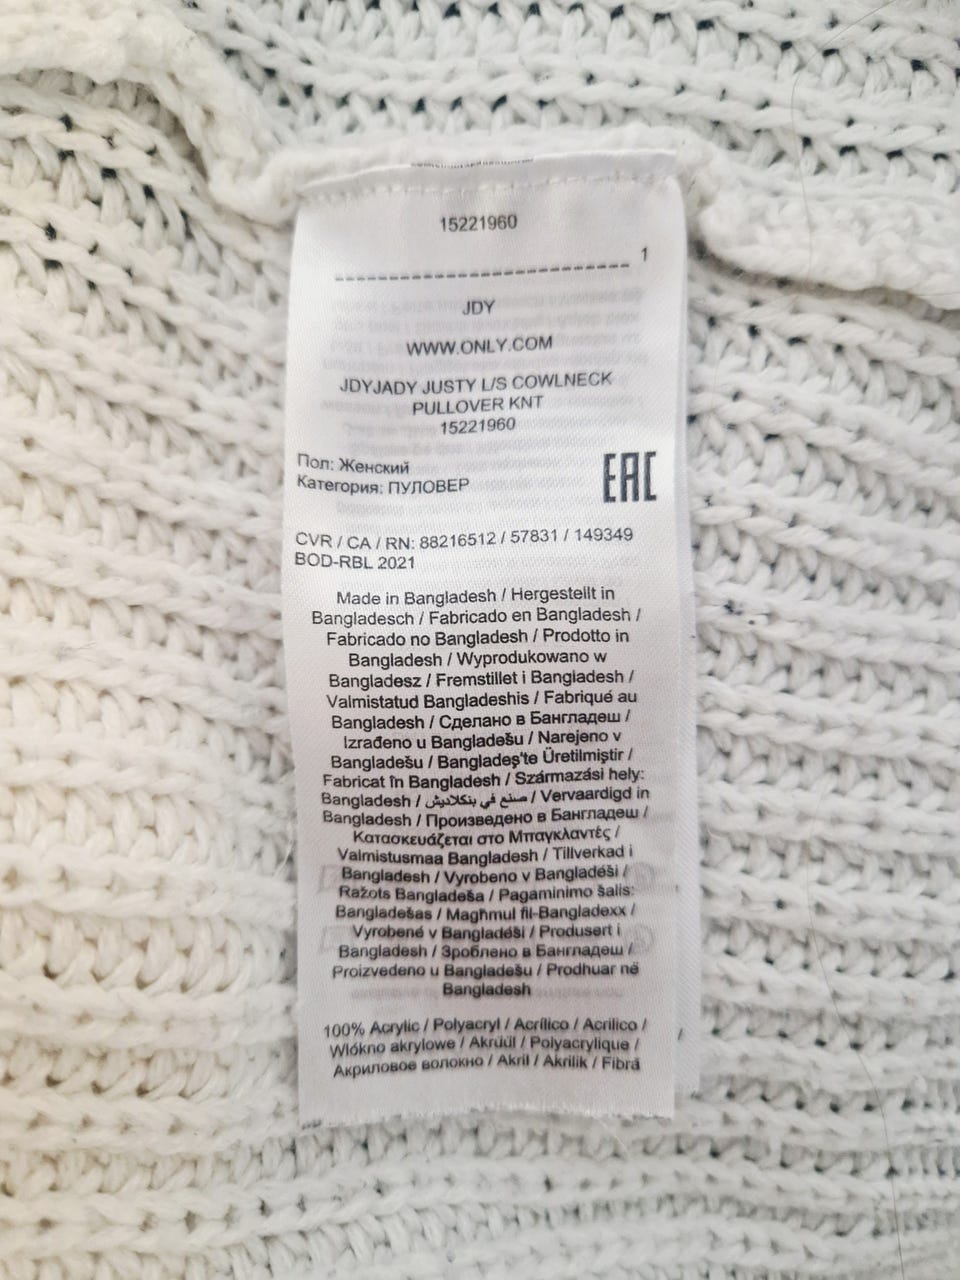 15221960
------------------------- 1
JDY
WWW.ONLY.COM
JDYJADY JUSTY L/S COWLNECK
PULLOVER KNT
15221960
Пол: Женский
Категория: ПУЛОВЕР
EAC
CVR / CA / RN: 88216512 / 57831 / 149349
BOD-RBL 2021
Made in Bangladesh / Hergestellt in
Bangladesch / Fabricado en Bangladesh /
Fabricado no Bangladesh / Prodotto in
Bangladesh / Wyprodukowano w
Bangladesz / Fremstillet i Bangladesh /
Valmistatud Bangladeshis / Fabriqué au
Bangladesh / Сделано в Бангладеш /
Izrađeno u Bangladešu / Narejeno v
Bangladešu / Bangladeş'te Üretilmiştir /
Fabricat în Bangladesh / Származási hely:
Bangladesh / صنع في بنكلاديش / Vervaardigd in
Bangladesh / Произведено в Бангладеш /
Κατασκευάζεται στο Μπαγκλαντές /
Valmistusmaa Bangladesh / Tillverkad i
Bangladesh / Vyrobeno v Bangladéši /
Ražots Bangladeša / Pagaminimo šalis:
Bangladešas / Magħmul fil-Bangladexx /
Vyrobené v Bangladéši / Produsert i
Bangladesh / Зроблено в Бангладеш /
Proizvedeno u Bangladešu / Prodhuar në
Bangladesh
100% Acrylic / Polyacryl / Acrílico / Acrilico /
Włókno akrylowe / Akrüül / Polyacrylique /
Акриловое волокно / Akril / Akrilik / Fibră